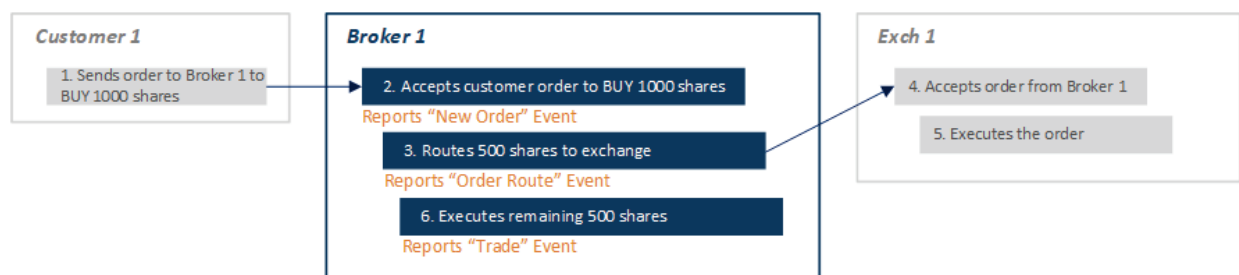 Customer 1
1. Sends order to Broker 1 to
BUY 1000 shares
Broker 1
2. Accepts customer order to BUY 1000 shares
Reports “New Order” Event
3. Routes 500 shares to exchange
Reports “Order Route” Event
6. Executes remaining 500 shares
Reports “Trade” Event
Exch 1
4. Accepts order from Broker 1
5. Executes the order